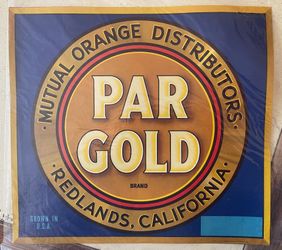 · MUTUAL ORANGE DISTRIBUTORS ·
PAR
GOLD
BRAND
REDLANDS, CALIFORNIA
GROWN IN
U.S.A.